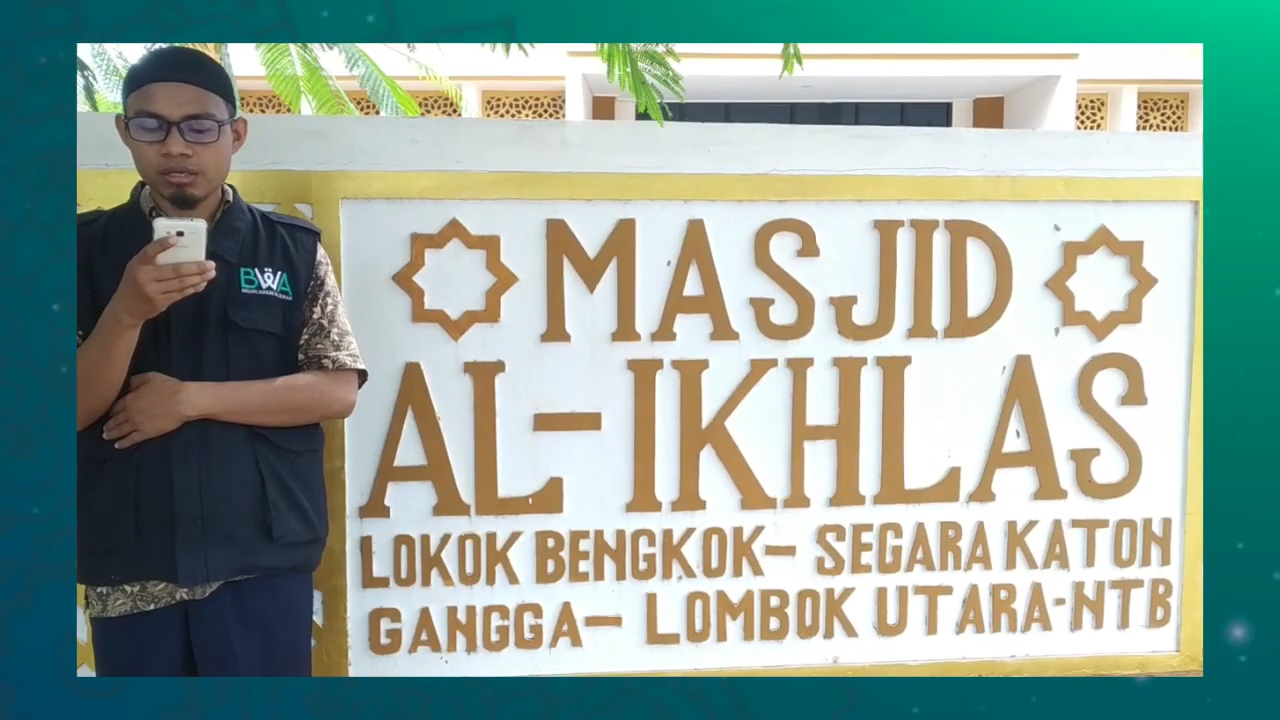 BWA
MASJID
AL-IKHLAS
LOKOK BENGKOK- SEGARA KATON
GANGGA- LOMBOK UTARA-NTB